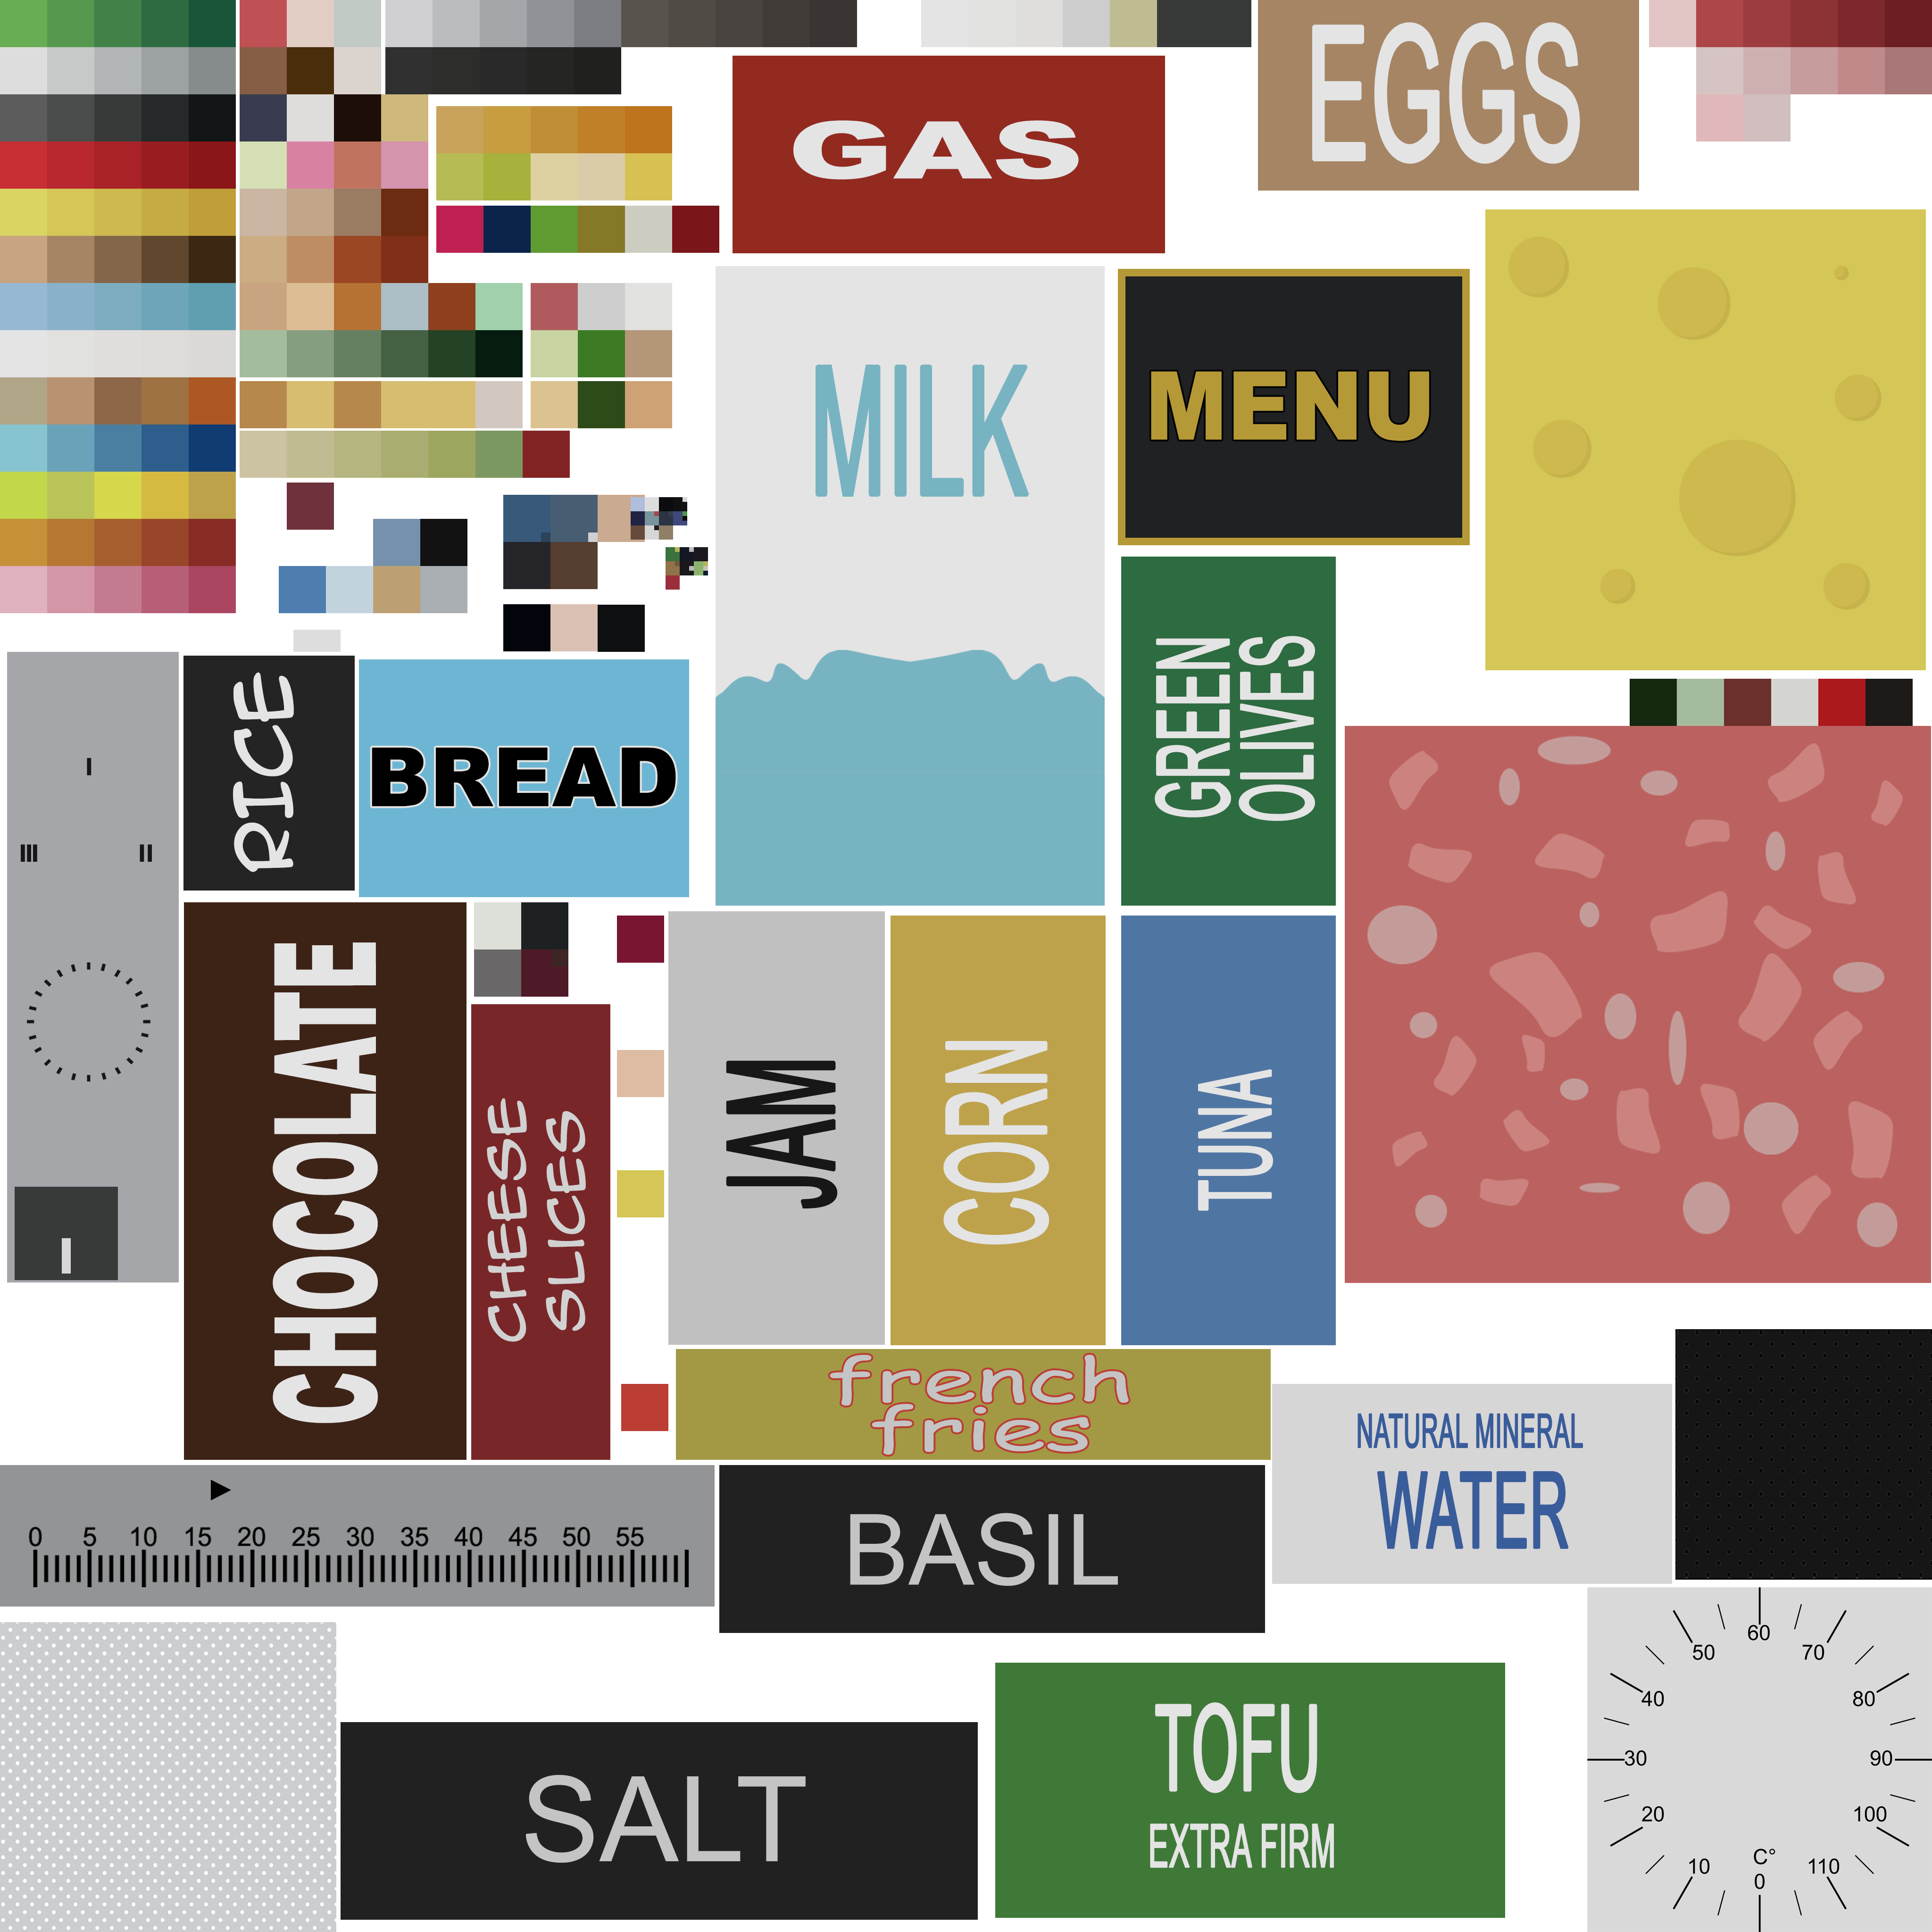 EGGS
GAS
MILK
MENU
GREEN
OLIVES
RICE
BREAD
I
III
II
CHOCOLATE
CHEESE
SLICES
JAM
CORN
TUNA
french
fries
NATURAL MINERAL
WATER
0 5 10 15 20 25 30 35 40 45 50 55
BASIL
SALT
TOFU
EXTRA FIRM
60
50 70
40 80
30 90
20 100
10 C° 110
0